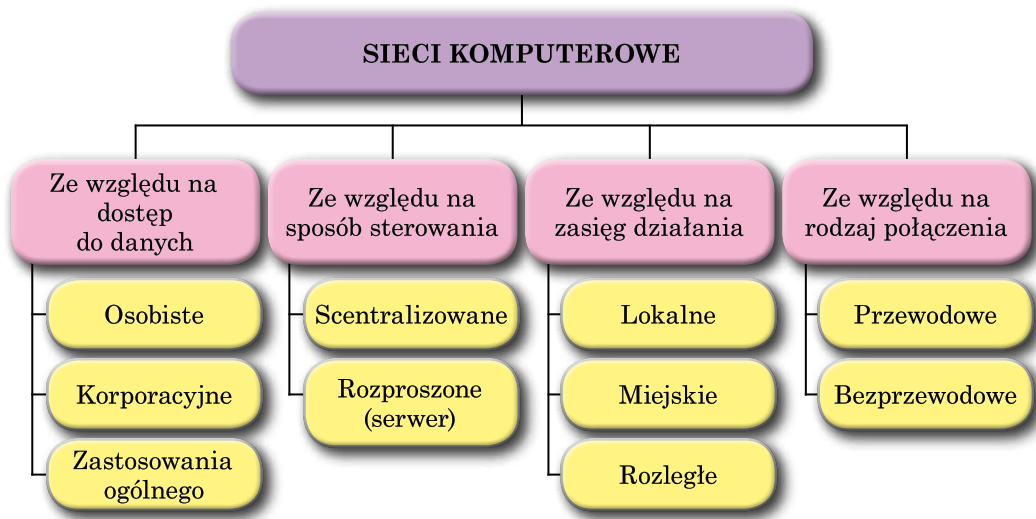 SIECI KOMPUTEROWE
Ze względu na
dostęp
do danych
Osobiste
Korporacyjne
Zastosowania
ogólnego
Ze względu na
sposób sterowania
Scentralizowane
Rozproszone
(serwer)
Ze względu na
zasięg działania
Lokalne
Miejskie
Rozległe
Ze względu na
rodzaj połączenia
Przewodowe
Bezprzewodowe